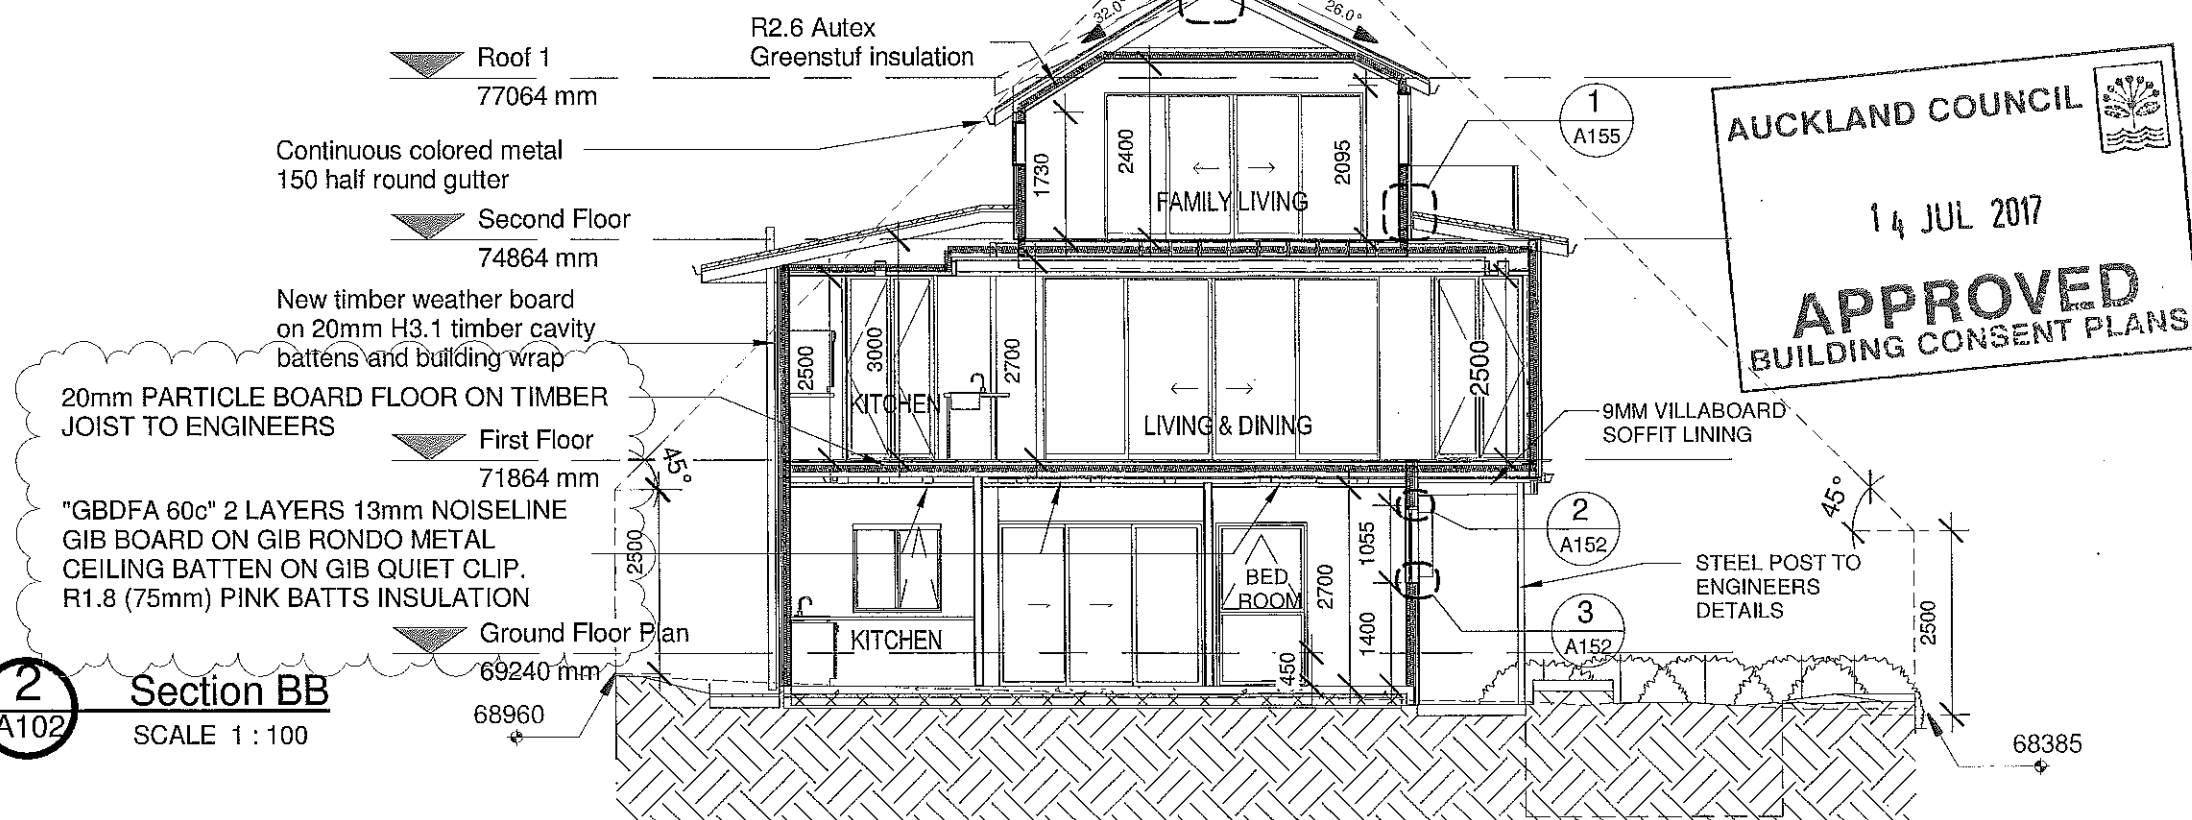 32.0°
26.0°
R2.6 Autex
Greenstuf insulation
Roof 1
77064 mm
Continuous colored metal
150 half round gutter
Second Floor
74864 mm
New timber weather board
on 20mm H3.1 timber cavity
battens and building wrap
20mm PARTICLE BOARD FLOOR ON TIMBER
JOIST TO ENGINEERS
First Floor
71864 mm
"GBDFA 60c" 2 LAYERS 13mm NOISELINE
GIB BOARD ON GIB RONDO METAL
CEILING BATTEN ON GIB QUIET CLIP.
R1.8 (75mm) PINK BATTS INSULATION
Ground Floor Plan
69240 mm
2
A102
Section BB
SCALE 1 : 100
68960
45°
2500
1730
2400
2095
FAMILY LIVING
2500
3000
2700
2500
KITCHEN
LIVING & DINING
1055
2700
1400
450
BED
ROOM
KITCHEN
1
A155
2
A152
3
A152
9MM VILLABOARD
SOFFIT LINING
STEEL POST TO
ENGINEERS
DETAILS
45°
2500
68385
AUCKLAND COUNCIL
14 JUL 2017
APPROVED
BUILDING CONSENT PLANS